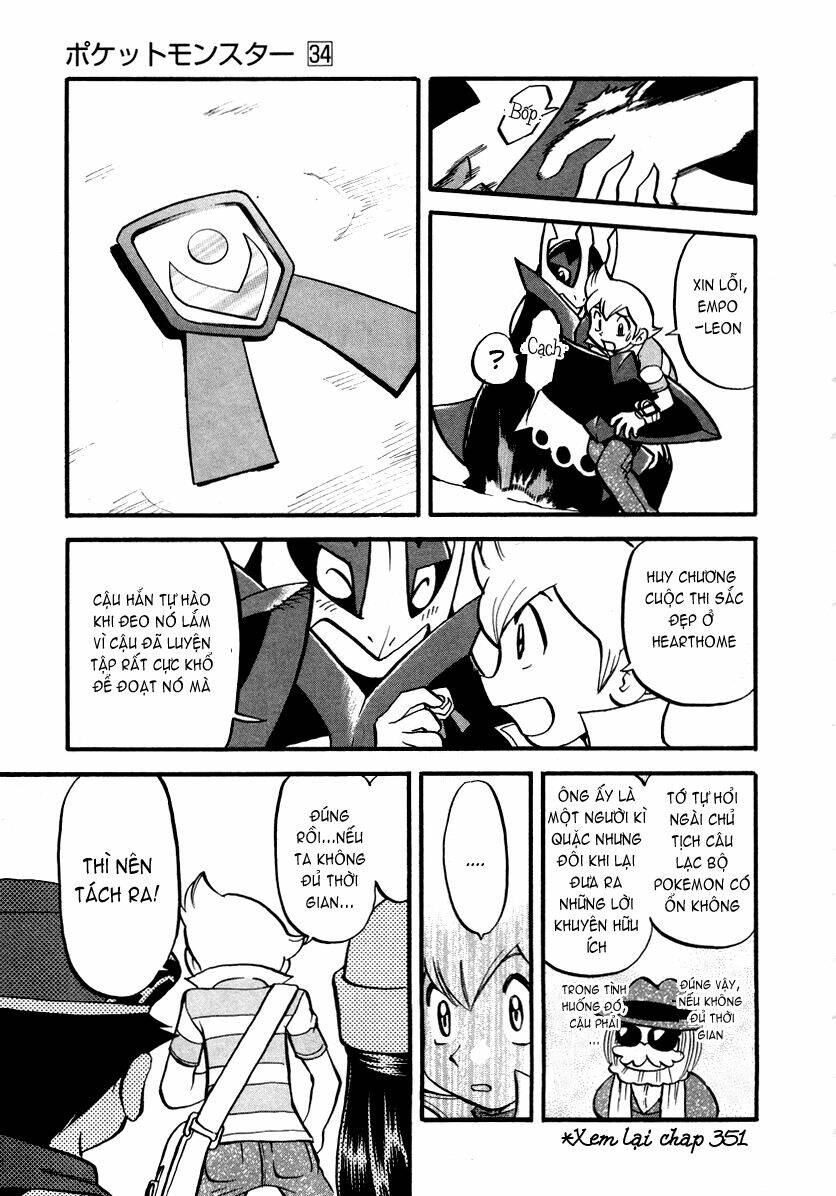 ポケットモンスター 34
Bốp
XIN LỖI,
EMPO
-LEON
Cạch
?
HUY CHƯƠNG
CUỘC THI SẮC
ĐẸP Ở
HEARTHOME
CẬU HẮN TỰ HÀO
KHI ĐEO NÓ LẮM
VÌ CẬU ĐÃ LUYỆN
TẬP RẤT CỰC KHỔ
ĐỂ ĐOẠT NÓ MÀ
TỚ TỰ HỎI
NGÀI CHỦ
TỊCH CÂU
LẠC BỘ
POKEMON CÓ
ỔN KHÔNG
ÔNG ẤY LÀ
MỘT NGƯỜI KÌ
QUẶC NHƯNG
ĐÔI KHI LẠI
ĐƯA RA
NHỮNG LỜI
KHUYÊN HỮU
ÍCH
ĐÚNG VẬY,
NẾU KHÔNG
ĐỦ THỜI
GIAN
TRONG TÌNH
HUỐNG ĐÓ,
CẬU PHẢI ...
*Xem lại chap 351
....
ĐÚNG
RỒI...NẾU
TA KHÔNG
ĐỦ THỜI
GIAN...
THÌ NÊN
TÁCH RA!